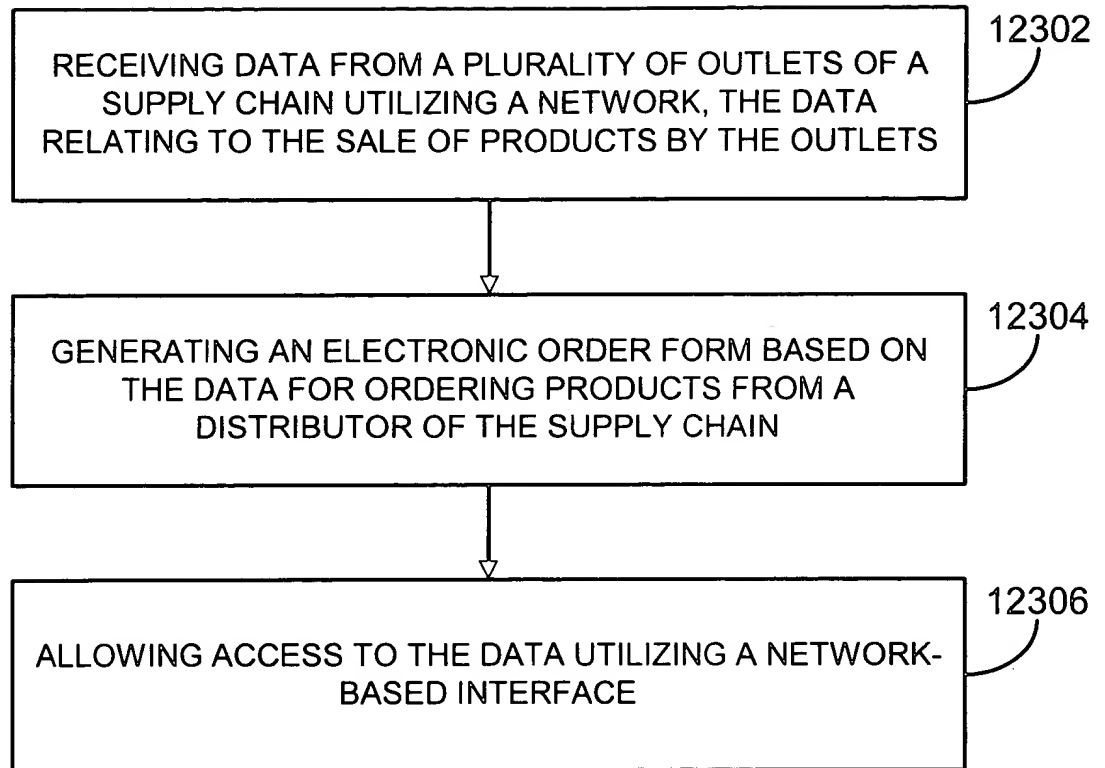 12302
RECEIVING DATA FROM A PLURALITY OF OUTLETS OF A
SUPPLY CHAIN UTILIZING A NETWORK, THE DATA
RELATING TO THE SALE OF PRODUCTS BY THE OUTLETS
12304
GENERATING AN ELECTRONIC ORDER FORM BASED ON
THE DATA FOR ORDERING PRODUCTS FROM A
DISTRIBUTOR OF THE SUPPLY CHAIN
12306
ALLOWING ACCESS TO THE DATA UTILIZING A NETWORK-
BASED INTERFACE